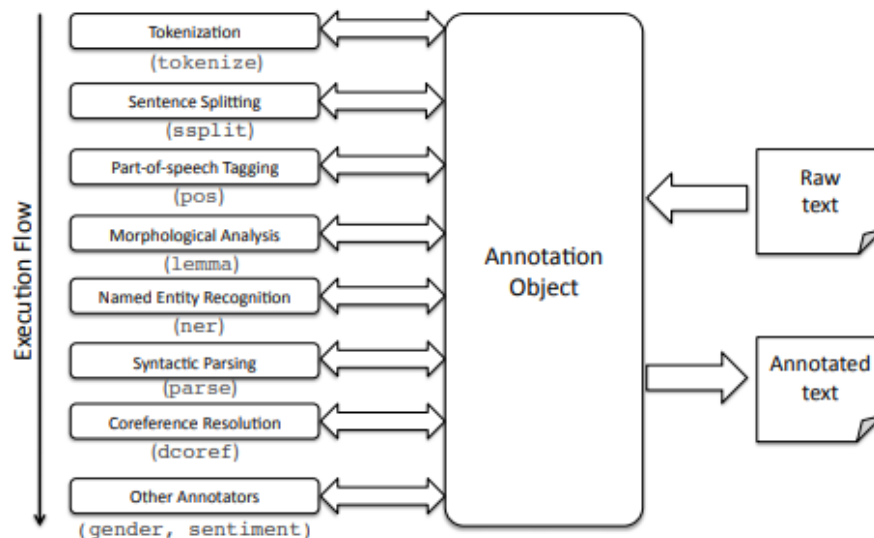 Execution Flow
Tokenization
(tokenize)
Sentence Splitting
(ssplit)
Part-of-speech Tagging
(pos)
Morphological Analysis
(lemma)
Named Entity Recognition
(ner)
Syntactic Parsing
(parse)
Coreference Resolution
(dcoref)
Other Annotators
(gender, sentiment)
Annotation
Object
Raw
text
Annotated
text